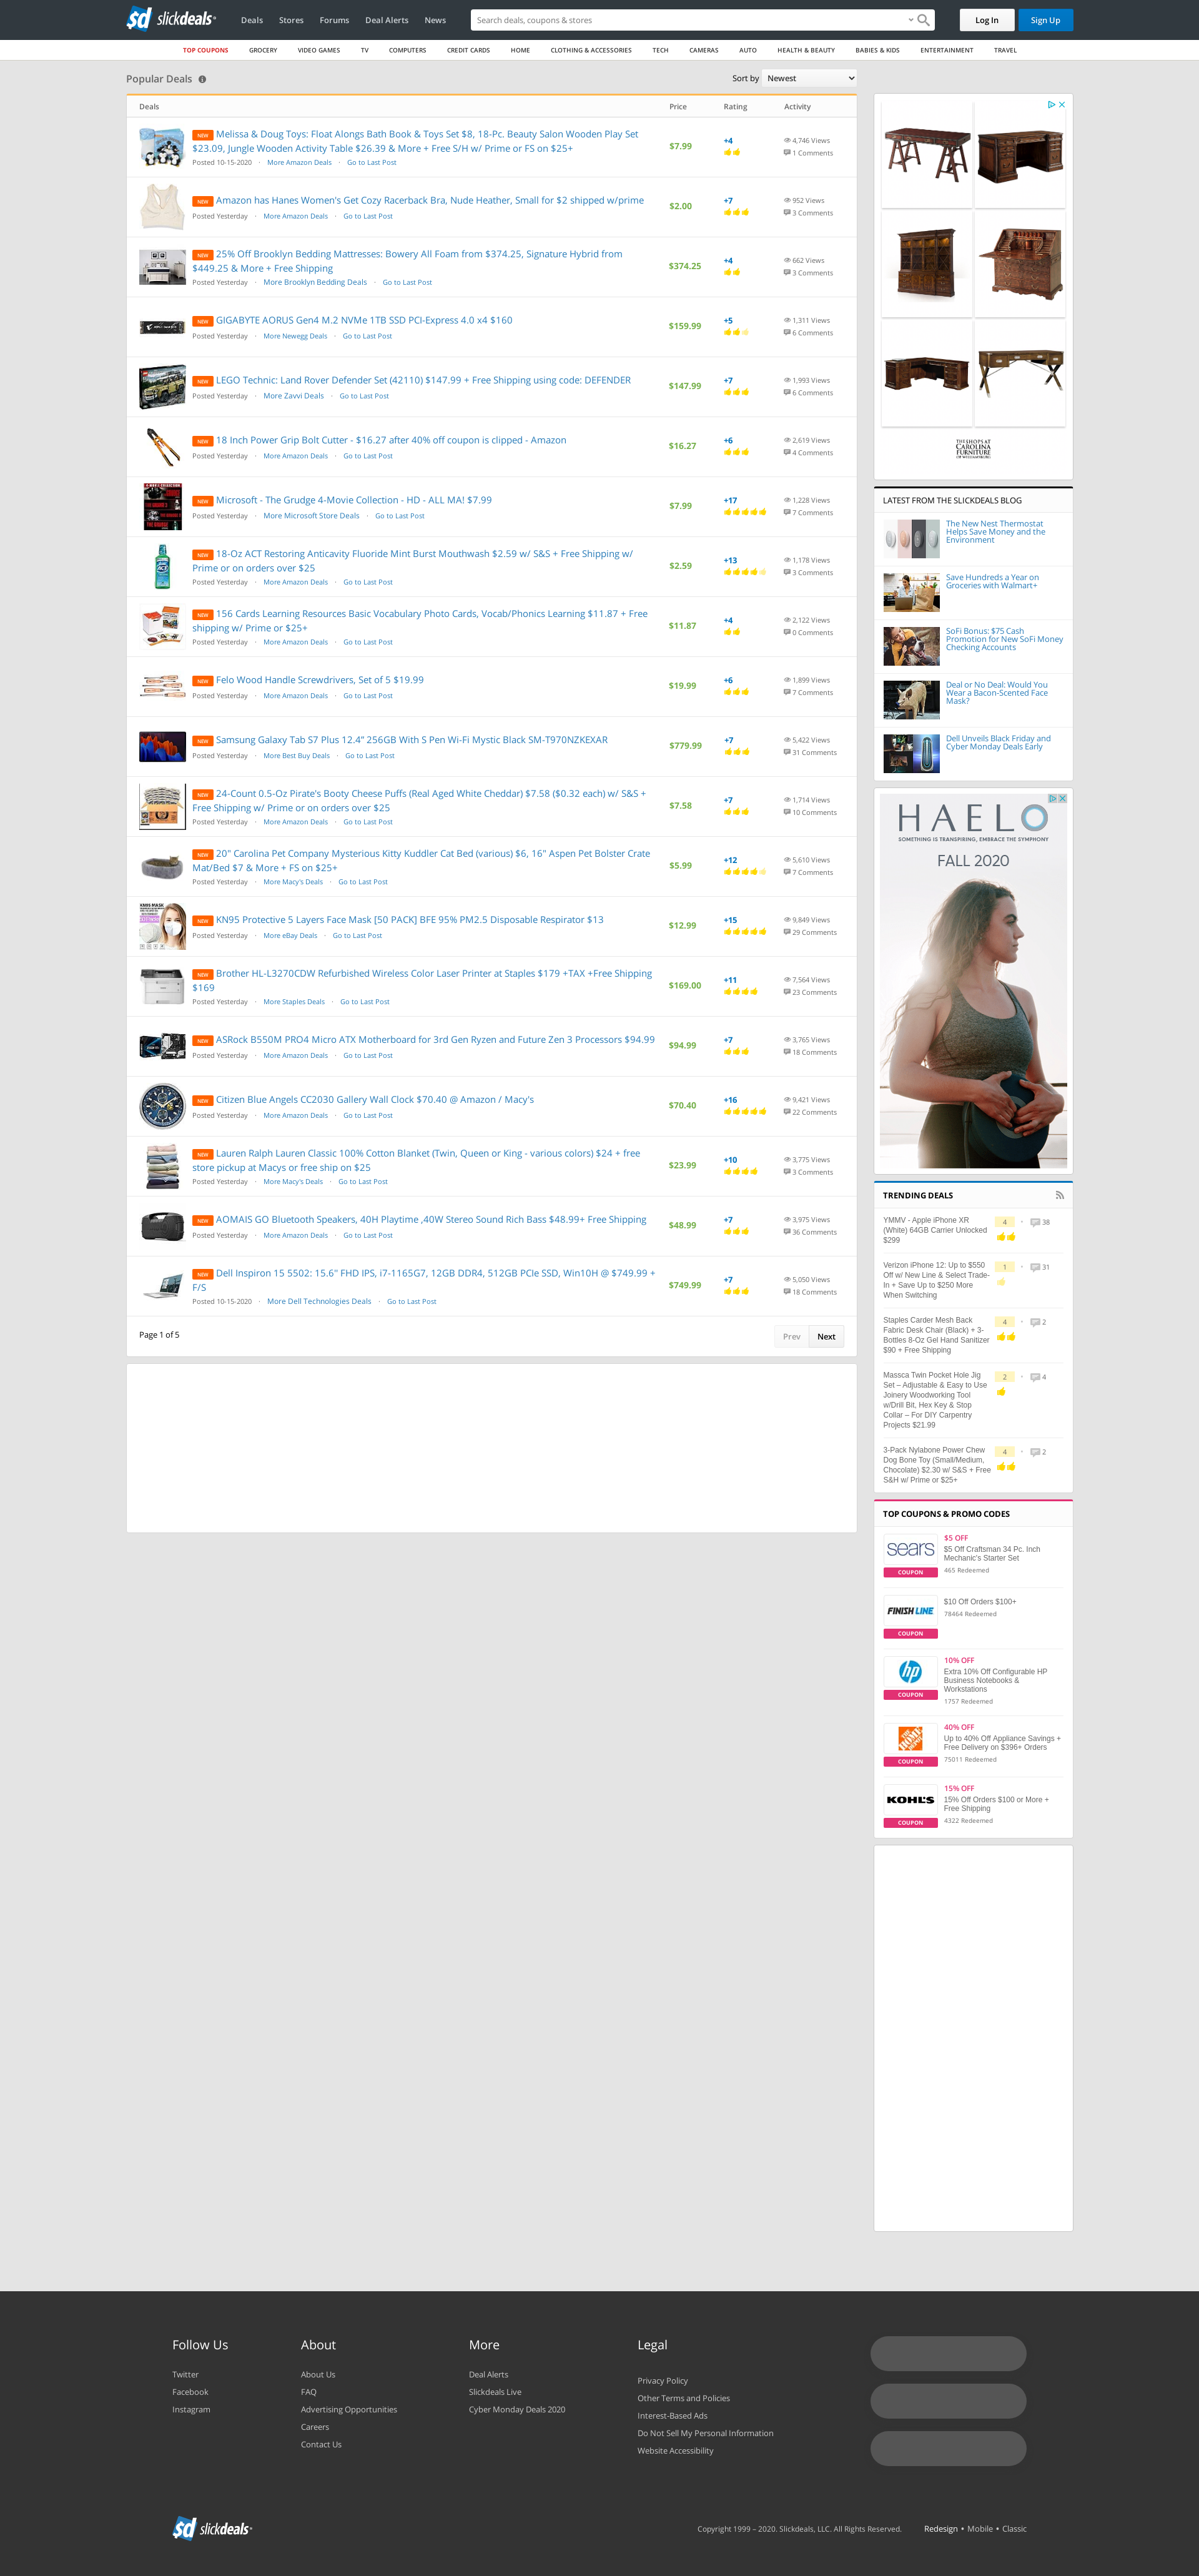 sd slickdeals
Deals Stores Forums Deal Alerts News
Search deals, coupons & stores
Log In Sign Up
TOP COUPONS GROCERY VIDEO GAMES TV COMPUTERS CREDIT CARDS HOME CLOTHING & ACCESSORIES TECH CAMERAS AUTO HEALTH & BEAUTY BABIES & KIDS ENTERTAINMENT TRAVEL
Popular Deals
Sort by Newest
Deals Price Rating Activity
NEW Melissa & Doug Toys: Float Alongs Bath Book & Toys Set $8, 18-Pc. Beauty Salon Wooden Play Set
$23.09, Jungle Wooden Activity Table $26.39 & More + Free S/H w/ Prime or FS on $25+
Posted 10-15-2020 · More Amazon Deals · Go to Last Post
$7.99
+4
4,746 Views
1 Comments
NEW Amazon has Hanes Women's Get Cozy Racerback Bra, Nude Heather, Small for $2 shipped w/prime
Posted Yesterday · More Amazon Deals · Go to Last Post
$2.00
+7
952 Views
3 Comments
NEW 25% Off Brooklyn Bedding Mattresses: Bowery All Foam from $374.25, Signature Hybrid from
$449.25 & More + Free Shipping
Posted Yesterday · More Brooklyn Bedding Deals · Go to Last Post
$374.25
+4
662 Views
3 Comments
NEW GIGABYTE AORUS Gen4 M.2 NVMe 1TB SSD PCI-Express 4.0 x4 $160
Posted Yesterday · More Newegg Deals · Go to Last Post
$159.99
+5
1,311 Views
6 Comments
NEW LEGO Technic: Land Rover Defender Set (42110) $147.99 + Free Shipping using code: DEFENDER
Posted Yesterday · More Zavvi Deals · Go to Last Post
$147.99
+7
1,993 Views
6 Comments
NEW 18 Inch Power Grip Bolt Cutter - $16.27 after 40% off coupon is clipped - Amazon
Posted Yesterday · More Amazon Deals · Go to Last Post
$16.27
+6
2,619 Views
4 Comments
NEW Microsoft - The Grudge 4-Movie Collection - HD - ALL MA! $7.99
Posted Yesterday · More Microsoft Store Deals · Go to Last Post
$7.99
+17
1,228 Views
7 Comments
NEW 18-Oz ACT Restoring Anticavity Fluoride Mint Burst Mouthwash $2.59 w/ S&S + Free Shipping w/
Prime or on orders over $25
Posted Yesterday · More Amazon Deals · Go to Last Post
$2.59
+13
1,178 Views
3 Comments
NEW 156 Cards Learning Resources Basic Vocabulary Photo Cards, Vocab/Phonics Learning $11.87 + Free
shipping w/ Prime or $25+
Posted Yesterday · More Amazon Deals · Go to Last Post
$11.87
+4
2,122 Views
0 Comments
NEW Felo Wood Handle Screwdrivers, Set of 5 $19.99
Posted Yesterday · More Amazon Deals · Go to Last Post
$19.99
+6
1,899 Views
7 Comments
NEW Samsung Galaxy Tab S7 Plus 12.4” 256GB With S Pen Wi-Fi Mystic Black SM-T970NZKEXAR
Posted Yesterday · More Best Buy Deals · Go to Last Post
$779.99
+7
5,422 Views
31 Comments
NEW 24-Count 0.5-Oz Pirate's Booty Cheese Puffs (Real Aged White Cheddar) $7.58 ($0.32 each) w/ S&S +
Free Shipping w/ Prime or on orders over $25
Posted Yesterday · More Amazon Deals · Go to Last Post
$7.58
+7
1,714 Views
10 Comments
NEW 20" Carolina Pet Company Mysterious Kitty Kuddler Cat Bed (various) $6, 16" Aspen Pet Bolster Crate
Mat/Bed $7 & More + FS on $25+
Posted Yesterday · More Macy's Deals · Go to Last Post
$5.99
+12
5,610 Views
7 Comments
KN95 MASK
NEW KN95 Protective 5 Layers Face Mask [50 PACK] BFE 95% PM2.5 Disposable Respirator $13
Posted Yesterday · More eBay Deals · Go to Last Post
$12.99
+15
9,849 Views
29 Comments
NEW Brother HL-L3270CDW Refurbished Wireless Color Laser Printer at Staples $179 +TAX +Free Shipping
$169
Posted Yesterday · More Staples Deals · Go to Last Post
$169.00
+11
7,564 Views
23 Comments
NEW ASRock B550M PRO4 Micro ATX Motherboard for 3rd Gen Ryzen and Future Zen 3 Processors $94.99
Posted Yesterday · More Amazon Deals · Go to Last Post
$94.99
+7
3,765 Views
18 Comments
NEW Citizen Blue Angels CC2030 Gallery Wall Clock $70.40 @ Amazon / Macy's
Posted Yesterday · More Amazon Deals · Go to Last Post
$70.40
+16
9,421 Views
22 Comments
NEW Lauren Ralph Lauren Classic 100% Cotton Blanket (Twin, Queen or King - various colors) $24 + free
store pickup at Macys or free ship on $25
Posted Yesterday · More Macy's Deals · Go to Last Post
$23.99
+10
3,775 Views
3 Comments
NEW AOMAIS GO Bluetooth Speakers, 40H Playtime ,40W Stereo Sound Rich Bass $48.99+ Free Shipping
Posted Yesterday · More Amazon Deals · Go to Last Post
$48.99
+7
3,975 Views
36 Comments
NEW Dell Inspiron 15 5502: 15.6" FHD IPS, i7-1165G7, 12GB DDR4, 512GB PCIe SSD, Win10H @ $749.99 +
F/S
Posted 10-15-2020 · More Dell Technologies Deals · Go to Last Post
$749.99
+7
5,050 Views
18 Comments
Page 1 of 5
Prev Next
THE SHOPS AT
CAROLINA
FURNITURE
OF WILLIAMSBURG
LATEST FROM THE SLICKDEALS BLOG
The New Nest Thermostat
Helps Save Money and the
Environment
Save Hundreds a Year on
Groceries with Walmart+
SoFi Bonus: $75 Cash
Promotion for New SoFi Money
Checking Accounts
Deal or No Deal: Would You
Wear a Bacon-Scented Face
Mask?
Dell Unveils Black Friday and
Cyber Monday Deals Early
HAELO
SOMETHING IS TRANSPIRING, EMBRACE THE SYMPHONY
FALL 2020
TRENDING DEALS
YMMV - Apple iPhone XR
(White) 64GB Carrier Unlocked
$299
4 · 38
Verizon iPhone 12: Up to $550
Off w/ New Line & Select Trade-
In + Save Up to $250 More
When Switching
1 · 31
Staples Carder Mesh Back
Fabric Desk Chair (Black) + 3-
Bottles 8-Oz Gel Hand Sanitizer
$90 + Free Shipping
4 · 2
Massca Twin Pocket Hole Jig
Set – Adjustable & Easy to Use
Joinery Woodworking Tool
w/Drill Bit, Hex Key & Stop
Collar – For DIY Carpentry
Projects $21.99
2 · 4
3-Pack Nylabone Power Chew
Dog Bone Toy (Small/Medium,
Chocolate) $2.30 w/ S&S + Free
S&H w/ Prime or $25+
4 · 2
TOP COUPONS & PROMO CODES
sears
COUPON
$5 OFF
$5 Off Craftsman 34 Pc. Inch
Mechanic's Starter Set
465 Redeemed
FINISH LINE
COUPON
$10 Off Orders $100+
78464 Redeemed
hp
COUPON
10% OFF
Extra 10% Off Configurable HP
Business Notebooks &
Workstations
1757 Redeemed
COUPON
40% OFF
Up to 40% Off Appliance Savings +
Free Delivery on $396+ Orders
75011 Redeemed
KOHL'S
COUPON
15% OFF
15% Off Orders $100 or More +
Free Shipping
4322 Redeemed
Follow Us
Twitter
Facebook
Instagram
About
About Us
FAQ
Advertising Opportunities
Careers
Contact Us
More
Deal Alerts
Slickdeals Live
Cyber Monday Deals 2020
Legal
Privacy Policy
Other Terms and Policies
Interest-Based Ads
Do Not Sell My Personal Information
Website Accessibility
sd slickdeals
Copyright 1999 – 2020. Slickdeals, LLC. All Rights Reserved.
Redesign • Mobile • Classic